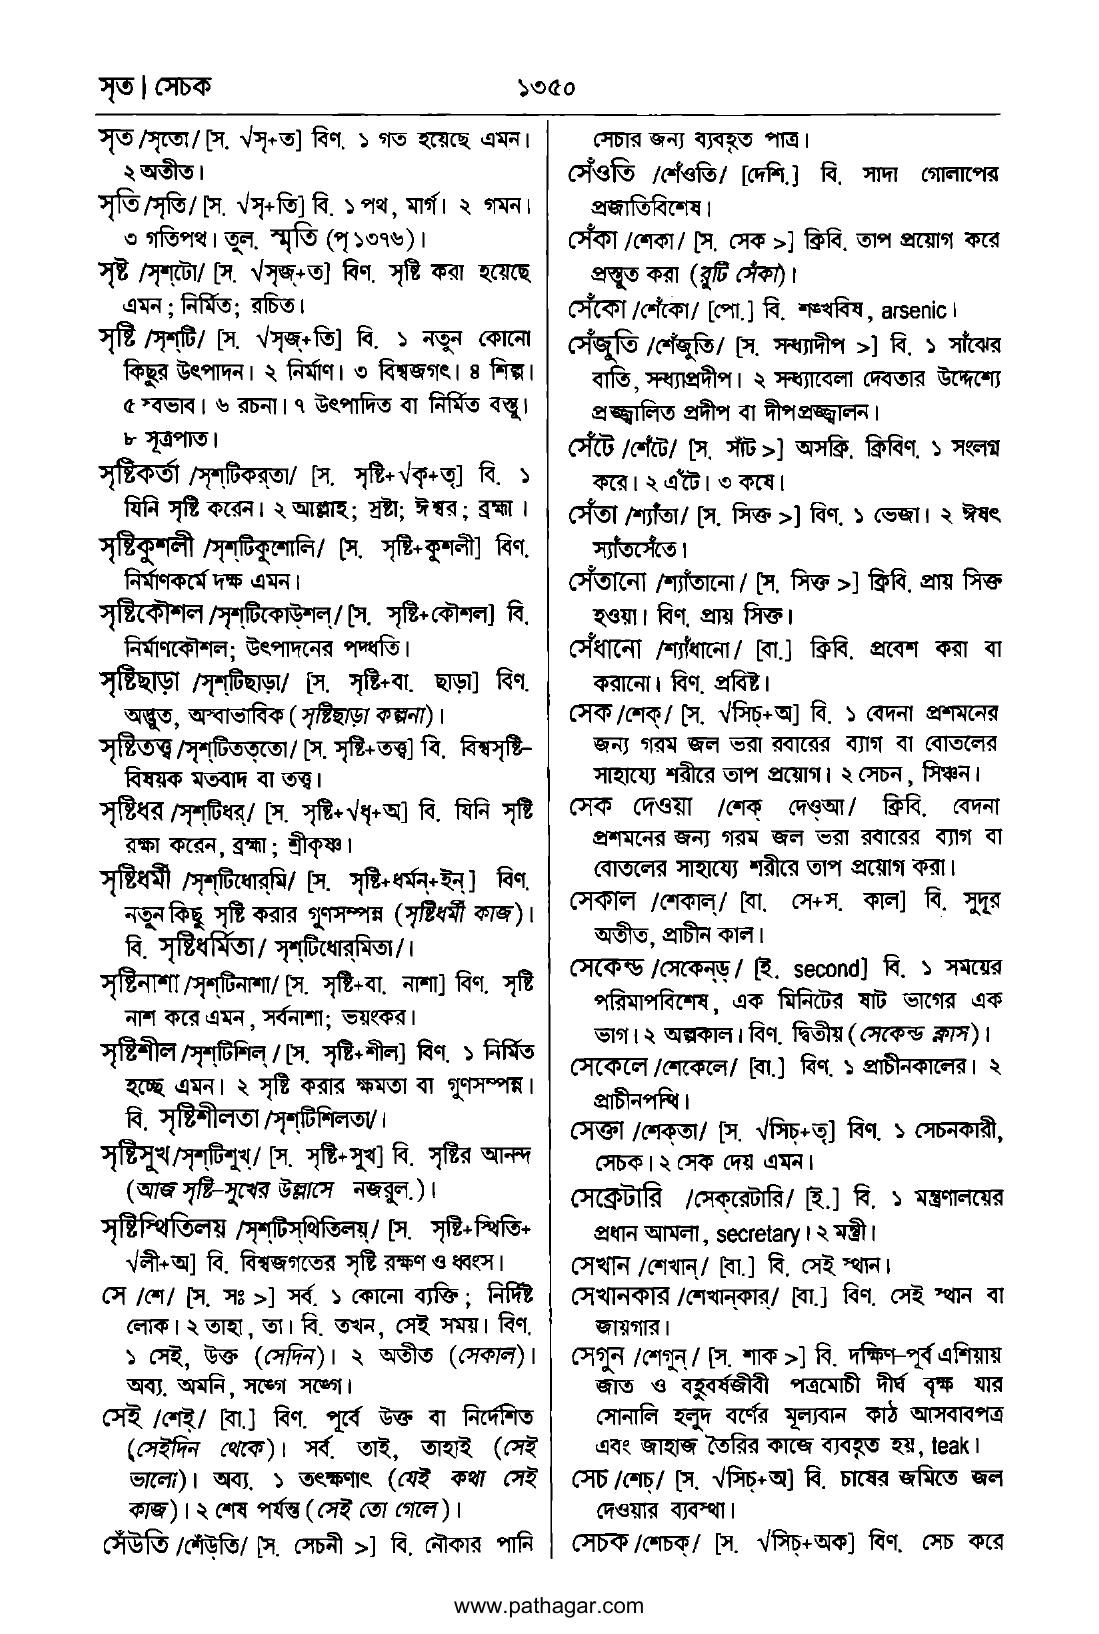 সৃত | সেচক
১৩৫০
সৃত /সৃতো/ [স. √সৃ+ত] বিণ. ১ গত হয়েছে এমন।
২ অতীত।
সৃতি /সৃতি/ [স. √সৃ+তি] বি. ১ পথ, মার্গ। ২ গমন।
৩ গতিপথ। তুল. স্মৃতি (পৃ ১৩৭৬)।
সৃষ্ট /সৃশ্‌টো/ [স. √সৃজ্+ত] বিণ. সৃষ্টি করা হয়েছে
এমন; নির্মিত; রচিত।
সৃষ্টি /সৃশ্‌টি/ [স. √সৃজ্+তি] বি. ১ নতুন কোনো
কিছুর উৎপাদন। ২ নির্মাণ। ৩ বিশ্বজগৎ। ৪ শিল্প।
৫ স্বভাব। ৬ রচনা। ৭ উৎপাদিত বা নির্মিত বস্তু।
৮ সূত্রপাত।
সৃষ্টিকর্তা /সৃশ্‌টিকর্‌তা/ [স. সৃষ্টি+√কৃ+তৃ] বি. ১
যিনি সৃষ্টি করেন। ২ আল্লাহ; স্রষ্টা; ঈশ্বর; ব্রহ্মা।
সৃষ্টিকুশলী /সৃশ্‌টিকুশোলি/ [স. সৃষ্টি+কুশলী] বিণ.
নির্মাণকর্মে দক্ষ এমন।
সৃষ্টিকৌশল /সৃশ্‌টিকোউ্‌শল্/ [স. সৃষ্টি+কৌশল] বি.
নির্মাণকৌশল; উৎপাদনের পদ্ধতি।
সৃষ্টিছাড়া /সৃশ্‌টিছাড়া/ [স. সৃষ্টি+বা. ছাড়া] বিণ.
অদ্ভুত, অস্বাভাবিক (সৃষ্টিছাড়া কল্পনা)।
সৃষ্টিতত্ত্ব /সৃশ্‌টিতত্‌তো/ [স. সৃষ্টি+তত্ত্ব] বি. বিশ্বসৃষ্টি-
বিষয়ক মতবাদ বা তত্ত্ব।
সৃষ্টিধর /সৃশ্‌টিধর্/ [স. সৃষ্টি+√ধৃ+অ] বি. যিনি সৃষ্টি
রক্ষা করেন, ব্রহ্মা; শ্রীকৃষ্ণ।
সৃষ্টিধর্মী /সৃশ্‌টিধোর্‌মি/ [স. সৃষ্টি+ধর্মন্+ইন্] বিণ.
নতুন কিছু সৃষ্টি করার গুণসম্পন্ন (সৃষ্টিধর্মী কাজ)।
বি. সৃষ্টিধর্মিতা/ সৃশ্‌টিধোর্‌মিতা/।
সৃষ্টিনাশা /সৃশ্‌টিনাশা/ [স. সৃষ্টি+বা. নাশা] বিণ. সৃষ্টি
নাশ করে এমন, সর্বনাশা; ভয়ংকর।
সৃষ্টিশীল /সৃশ্‌টিশিল্/ [স. সৃষ্টি+শীল] বিণ. ১ নির্মিত
হচ্ছে এমন। ২ সৃষ্টি করার ক্ষমতা বা গুণসম্পন্ন।
বি. সৃষ্টিশীলতা /সৃশ্‌টিশিলতা/।
সৃষ্টিসুখ /সৃশ্‌টিশুখ্/ [স. সৃষ্টি+সুখ] বি. সৃষ্টির আনন্দ
(আজ সৃষ্টি-সুখের উল্লাসে নজরুল.)।
সৃষ্টিস্থিতিলয় /সৃশ্‌টিস্‌থিতিলয়্/ [স. সৃষ্টি+স্থিতি+
√লী+অ] বি. বিশ্বজগতের সৃষ্টি রক্ষণ ও ধ্বংস।
সে /শে/ [স. সঃ >] সর্ব. ১ কোনো ব্যক্তি; নির্দিষ্ট
লোক। ২ তাহা, তা। বি. তখন, সেই সময়। বিণ.
১ সেই, উক্ত (সেদিন)। ২ অতীত (সেকাল)।
অব্য. অমনি, সঙ্গে সঙ্গে।
সেই /শেই্/ [বা.] বিণ. পূর্বে উক্ত বা নির্দেশিত
(সেইদিন থেকে)। সর্ব. তাই, তাহাই (সেই
ভালো)। অব্য. ১ তৎক্ষণাৎ (যেই কথা সেই
কাজ)। ২ শেষ পর্যন্ত (সেই তো গেলে)।
সেঁউতি /শেঁউ্‌তি/ [স. সেচনী >] বি. নৌকার পানি
সেচার জন্য ব্যবহৃত পাত্র।
সেঁওতি /শেঁওতি/ [দেশি.] বি. সাদা গোলাপের
প্রজাতিবিশেষ।
সেঁকা /শেকা/ [স. সেক >] ক্রিবি. তাপ প্রয়োগ করে
প্রস্তুত করা (রুটি সেঁকা)।
সেঁকো /শেঁকো/ [পো.] বি. শঙ্খবিষ, arsenic।
সেঁজুতি /শেঁজুতি/ [স. সন্ধ্যাদীপ >] বি. ১ সাঁঝের
বাতি, সন্ধ্যাপ্রদীপ। ২ সন্ধ্যাবেলা দেবতার উদ্দেশ্যে
প্রজ্জ্বালিত প্রদীপ বা দীপপ্রজ্জ্বালন।
সেঁটে /শেঁটে/ [স. সাঁট >] অসক্রি. ক্রিবিণ. ১ সংলগ্ন
করে। ২ এঁটে। ৩ কষে।
সেঁতা /শ্যাঁতা/ [স. সিক্ত >] বিণ. ১ ভেজা। ২ ঈষৎ
স্যাঁতসেঁতে।
সেঁতানো /শ্যাঁতানো/ [স. সিক্ত >] ক্রিবি. প্রায় সিক্ত
হওয়া। বিণ. প্রায় সিক্ত।
সেঁধানো /শ্যাঁধানো/ [বা.] ক্রিবি. প্রবেশ করা বা
করানো। বিণ. প্রবিষ্ট।
সেক /শেক্/ [স. √সিচ্+অ] বি. ১ বেদনা প্রশমনের
জন্য গরম জল ভরা রবারের ব্যাগ বা বোতলের
সাহায্যে শরীরে তাপ প্রয়োগ। ২ সেচন, সিঞ্চন।
সেক দেওয়া /শেক্ দেও্‌আ/ ক্রিবি. বেদনা
প্রশমনের জন্য গরম জল ভরা রবারের ব্যাগ বা
বোতলের সাহায্যে শরীরে তাপ প্রয়োগ করা।
সেকাল /শেকাল্/ [বা. সে+স. কাল] বি. সুদূর
অতীত, প্রাচীন কাল।
সেকেন্ড /সেকেন্‌ড্/ [ই. second] বি. ১ সময়ের
পরিমাপবিশেষ, এক মিনিটের ষাট ভাগের এক
ভাগ। ২ অল্পকাল। বিণ. দ্বিতীয় (সেকেন্ড ক্লাস)।
সেকেলে /শেকেলে/ [বা.] বিণ. ১ প্রাচীনকালের। ২
প্রাচীনপন্থি।
সেক্তা /শেক্‌তা/ [স. √সিচ্+তৃ] বিণ. ১ সেচনকারী,
সেচক। ২ সেক দেয় এমন।
সেক্রেটারি /সেক্‌রেটারি/ [ই.] বি. ১ মন্ত্রণালয়ের
প্রধান আমলা, secretary। ২ মন্ত্রী।
সেখান /শেখান্/ [বা.] বি. সেই স্থান।
সেখানকার /শেখান্‌কার্/ [বা.] বিণ. সেই স্থান বা
জায়গার।
সেগুন /শেগুন্/ [স. শাক >] বি. দক্ষিণ-পূর্ব এশিয়ায়
জাত ও বহুবর্ষজীবী পত্রমোচী দীর্ঘ বৃক্ষ যার
সোনালি হলুদ বর্ণের মূল্যবান কাঠ আসবাবপত্র
এবং জাহাজ তৈরির কাজে ব্যবহৃত হয়, teak।
সেচ /শেচ্/ [স. √সিচ্+অ] বি. চাষের জমিতে জল
দেওয়ার ব্যবস্থা।
সেচক /শেচক্/ [স. √সিচ্+অক] বিণ. সেচ করে
www.pathagar.com